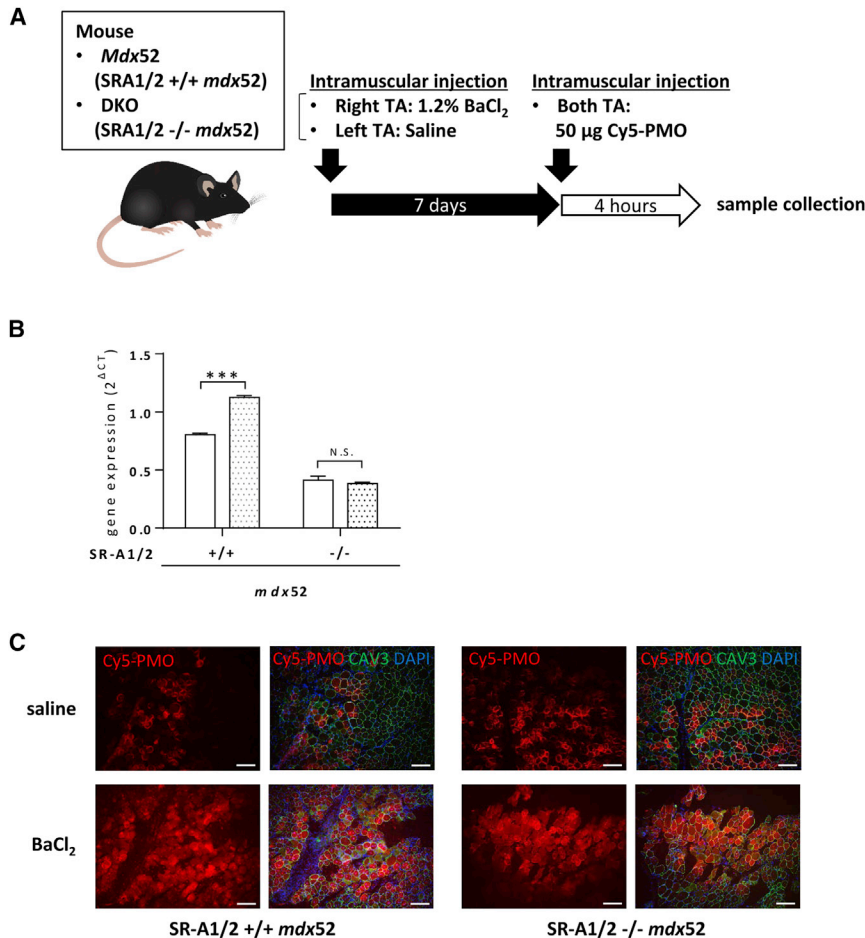 A
Mouse
• Mdx52
(SRA1/2 +/+ mdx52)
• DKO
(SRA1/2 -/- mdx52)
Intramuscular injection
• Right TA: 1.2% BaCl₂
• Left TA: Saline
Intramuscular injection
• Both TA:
50 µg Cy5-PMO
7 days
4 hours
sample collection
B
gene expression (2^ΔCT)
1.5
1.0
0.5
0.0
***
N.S.
SR-A1/2
+/+
-/-
mdx52
C
saline
Cy5-PMO
Cy5-PMO CAV3 DAPI
Cy5-PMO
Cy5-PMO CAV3 DAPI
BaCl₂
SR-A1/2 +/+ mdx52
SR-A1/2 -/- mdx52